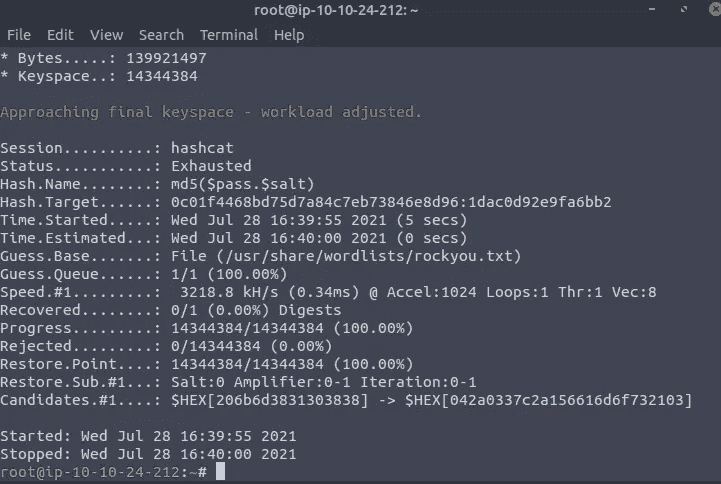 root@ip-10-10-24-212: ~
File Edit View Search Terminal Help
* Bytes.....: 139921497
* Keyspace..: 14344384
Approaching final keyspace - workload adjusted.
Session..........: hashcat
Status...........: Exhausted
Hash.Name........: md5($pass.$salt)
Hash.Target......: 0c01f4468bd75d7a84c7eb73846e8d96:1dac0d92e9fa6bb2
Time.Started.....: Wed Jul 28 16:39:55 2021 (5 secs)
Time.Estimated...: Wed Jul 28 16:40:00 2021 (0 secs)
Guess.Base.......: File (/usr/share/wordlists/rockyou.txt)
Guess.Queue......: 1/1 (100.00%)
Speed.#1.........:  3218.8 kH/s (0.34ms) @ Accel:1024 Loops:1 Thr:1 Vec:8
Recovered........: 0/1 (0.00%) Digests
Progress.........: 14344384/14344384 (100.00%)
Rejected.........: 0/14344384 (0.00%)
Restore.Point....: 14344384/14344384 (100.00%)
Restore.Sub.#1...: Salt:0 Amplifier:0-1 Iteration:0-1
Candidates.#1....: $HEX[206b6d3831303838] -> $HEX[042a0337c2a156616d6f732103]
Started: Wed Jul 28 16:39:55 2021
Stopped: Wed Jul 28 16:40:00 2021
root@ip-10-10-24-212:~#